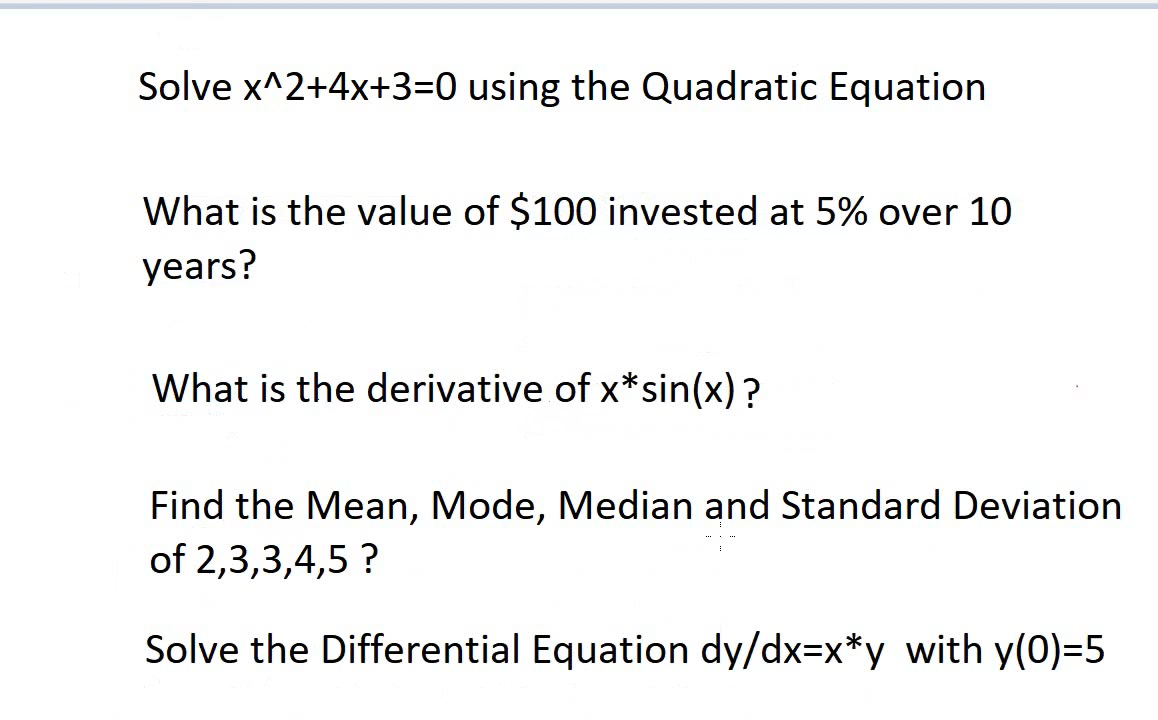 Solve x^2+4x+3=0 using the Quadratic Equation
What is the value of $100 invested at 5% over 10
years?
What is the derivative of x*sin(x) ?
Find the Mean, Mode, Median and Standard Deviation
of 2,3,3,4,5 ?
Solve the Differential Equation dy/dx=x*y with y(0)=5